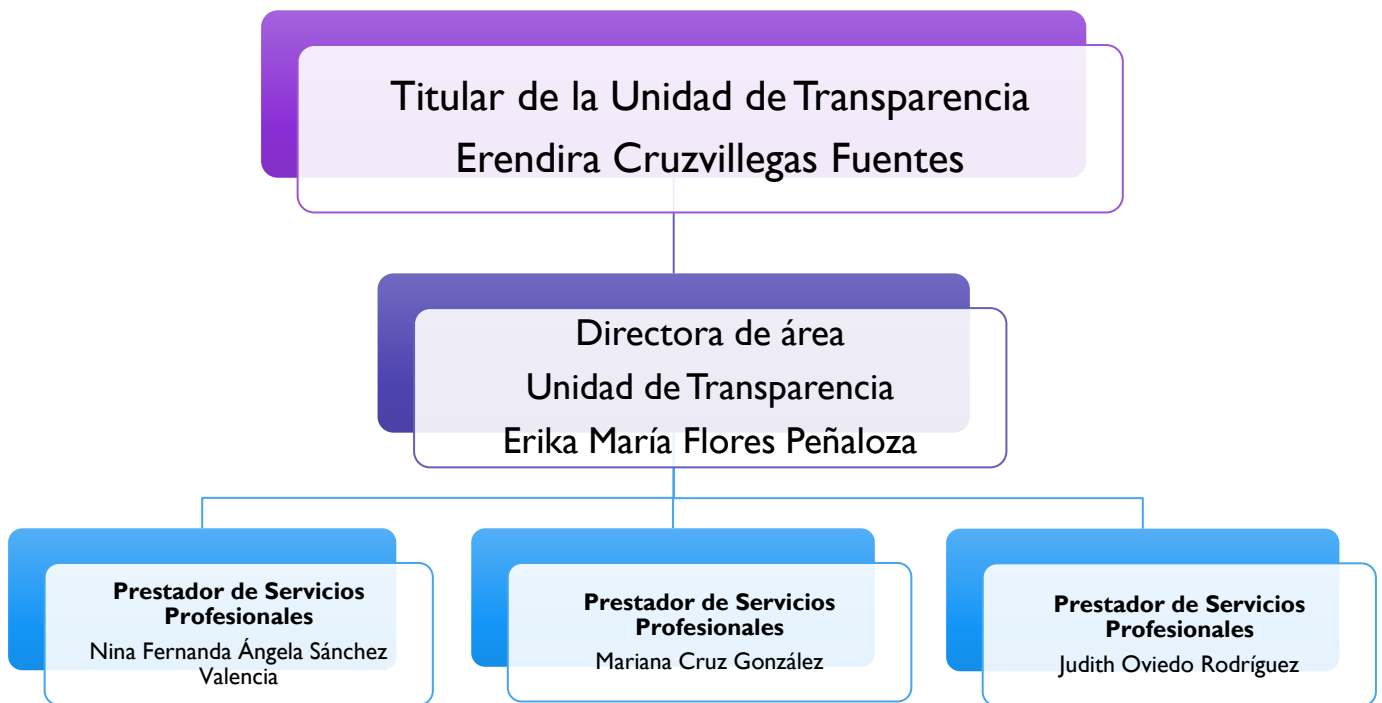 Titular de la Unidad de Transparencia
Erendira Cruzvillegas Fuentes
Directora de área
Unidad de Transparencia
Erika María Flores Peñaloza
Prestador de Servicios
Profesionales
Nina Fernanda Ángela Sánchez
Valencia
Prestador de Servicios
Profesionales
Mariana Cruz González
Prestador de Servicios
Profesionales
Judith Oviedo Rodríguez